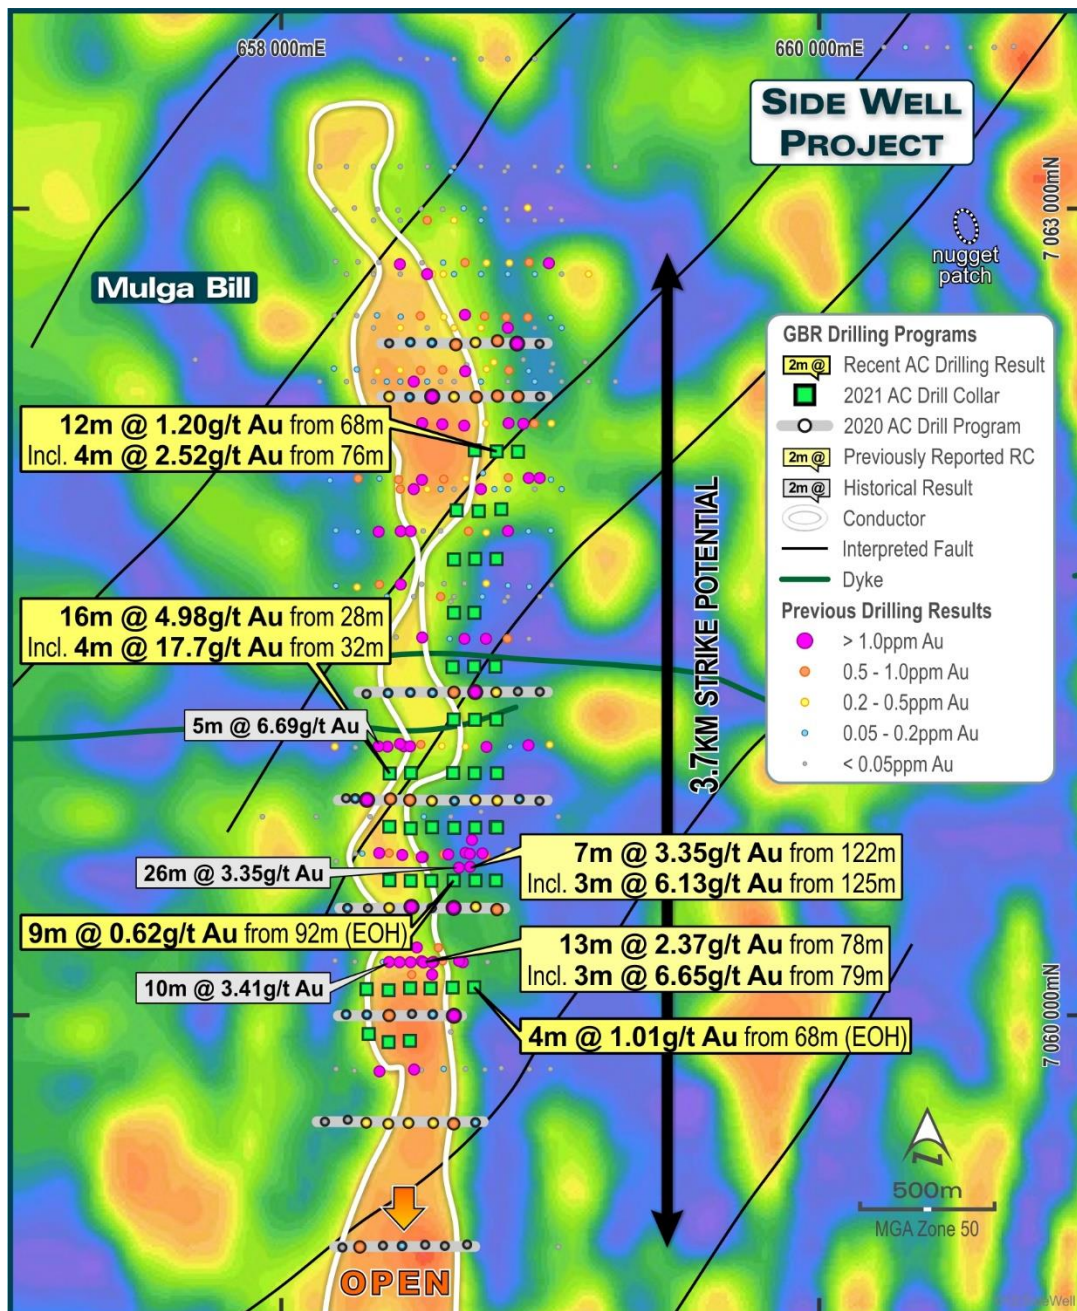 658 000mE
660 000mE
SIDE WELL
PROJECT
7 063 000mN
nugget
patch
Mulga Bill
GBR Drilling Programs
2m @ Recent AC Drilling Result
2021 AC Drill Collar
2020 AC Drill Program
2m @ Previously Reported RC
2m @ Historical Result
Conductor
Interpreted Fault
Dyke
Previous Drilling Results
> 1.0ppm Au
0.5 - 1.0ppm Au
0.2 - 0.5ppm Au
0.05 - 0.2ppm Au
< 0.05ppm Au
12m @ 1.20g/t Au from 68m
Incl. 4m @ 2.52g/t Au from 76m
3.7KM STRIKE POTENTIAL
16m @ 4.98g/t Au from 28m
Incl. 4m @ 17.7g/t Au from 32m
5m @ 6.69g/t Au
7m @ 3.35g/t Au from 122m
Incl. 3m @ 6.13g/t Au from 125m
26m @ 3.35g/t Au
9m @ 0.62g/t Au from 92m (EOH)
13m @ 2.37g/t Au from 78m
Incl. 3m @ 6.65g/t Au from 79m
10m @ 3.41g/t Au
4m @ 1.01g/t Au from 68m (EOH)
7 060 000mN
N
500m
MGA Zone 50
OPEN